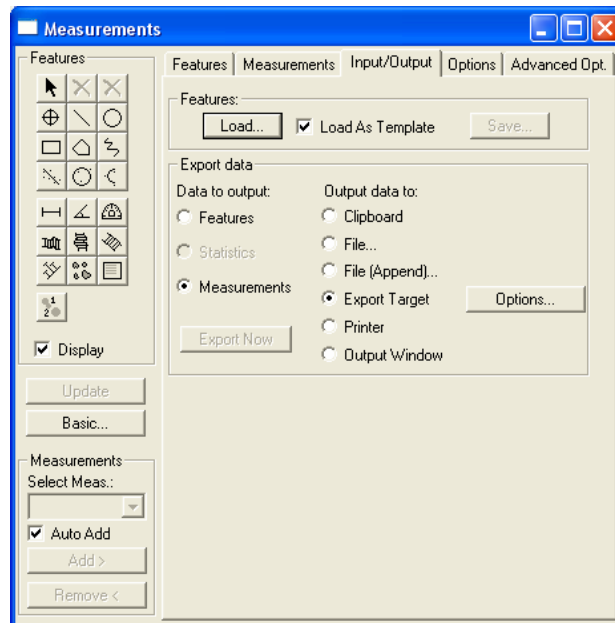 Measurements
Features
Features
Measurements
Input/Output
Options
Advanced Opt.
Features:
Load...
Load As Template
Save...
Export data
Data to output:
Output data to:
Features
Clipboard
Statistics
File...
File (Append)...
Measurements
Export Target
Options...
Export Now
Printer
Output Window
1
2
Display
Update
Basic...
Measurements
Select Meas.:
Auto Add
Add >
Remove <